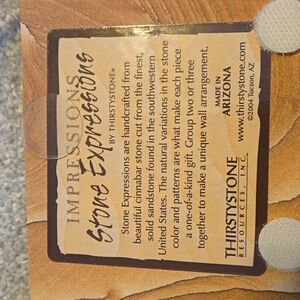 IMPRESSIONS
Stone Expressions
BY THIRSTYSTONE®
Stone Expressions are handcrafted from
beautiful cinnabar stone cut from the finest,
solid sandstone found in the southwestern
United States. The natural variations in the stone
color and patterns are what make each piece
a one-of-a-kind gift. Group two or three
together to make a unique wall arrangement.
THIRSTYSTONE
RESOURCES, INC.
MADE IN
ARIZONA
www.thirstystone.com
©2004 Tucson, AZ